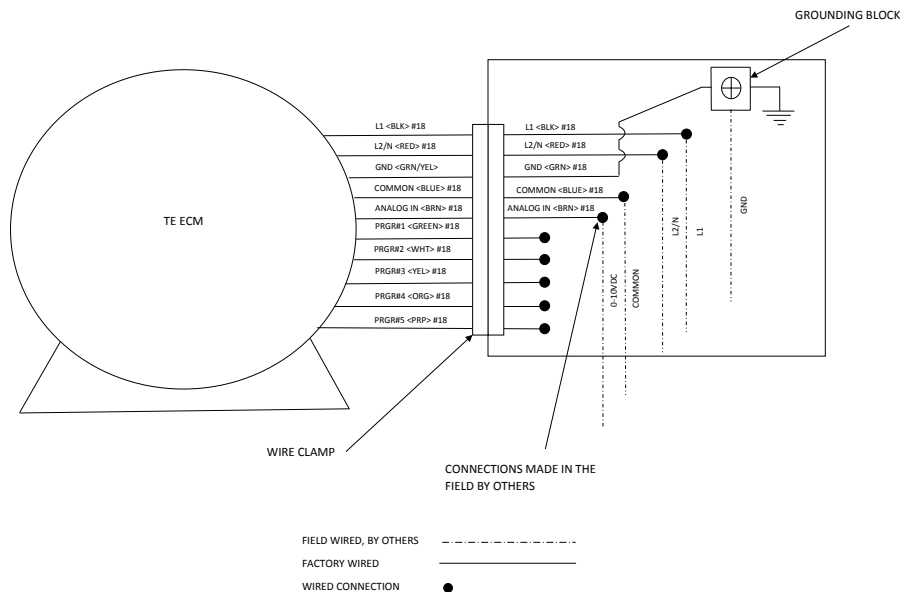 GROUNDING BLOCK
L1 <BLK> #18
L1 <BLK> #18
L2/N <RED> #18
L2/N <RED> #18
GND <GRN/YEL>
GND <GRN> #18
COMMON <BLUE> #18
COMMON <BLUE> #18
ANALOG IN <BRN> #18
ANALOG IN <BRN> #18
TE ECM
PRGR#1 <GREEN> #18
PRGR#2 <WHT> #18
PRGR#3 <YEL> #18
PRGR#4 <ORG> #18
PRGR#5 <PRP> #18
0-10VDC
COMMON
L2/N
L1
GND
WIRE CLAMP
CONNECTIONS MADE IN THE
FIELD BY OTHERS
FIELD WIRED, BY OTHERS
FACTORY WIRED
WIRED CONNECTION